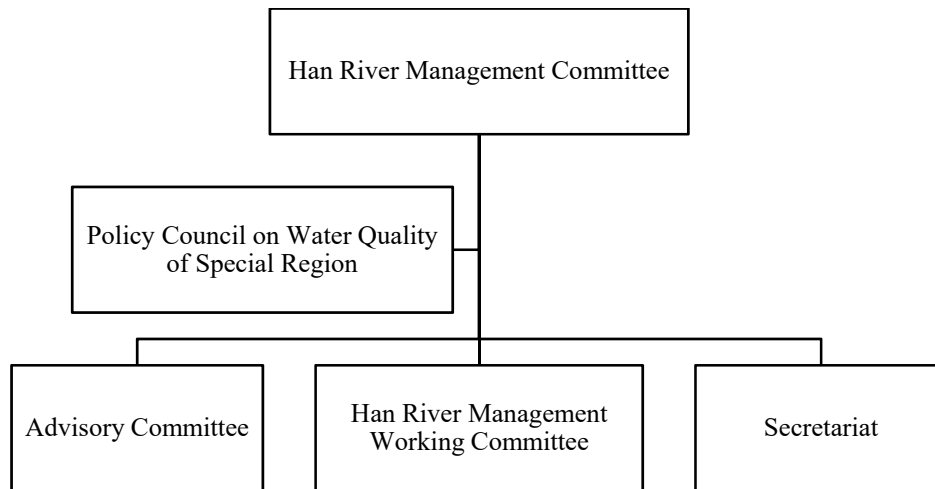 Han River Management Committee
Policy Council on Water Quality
of Special Region
Advisory Committee
Han River Management
Working Committee
Secretariat